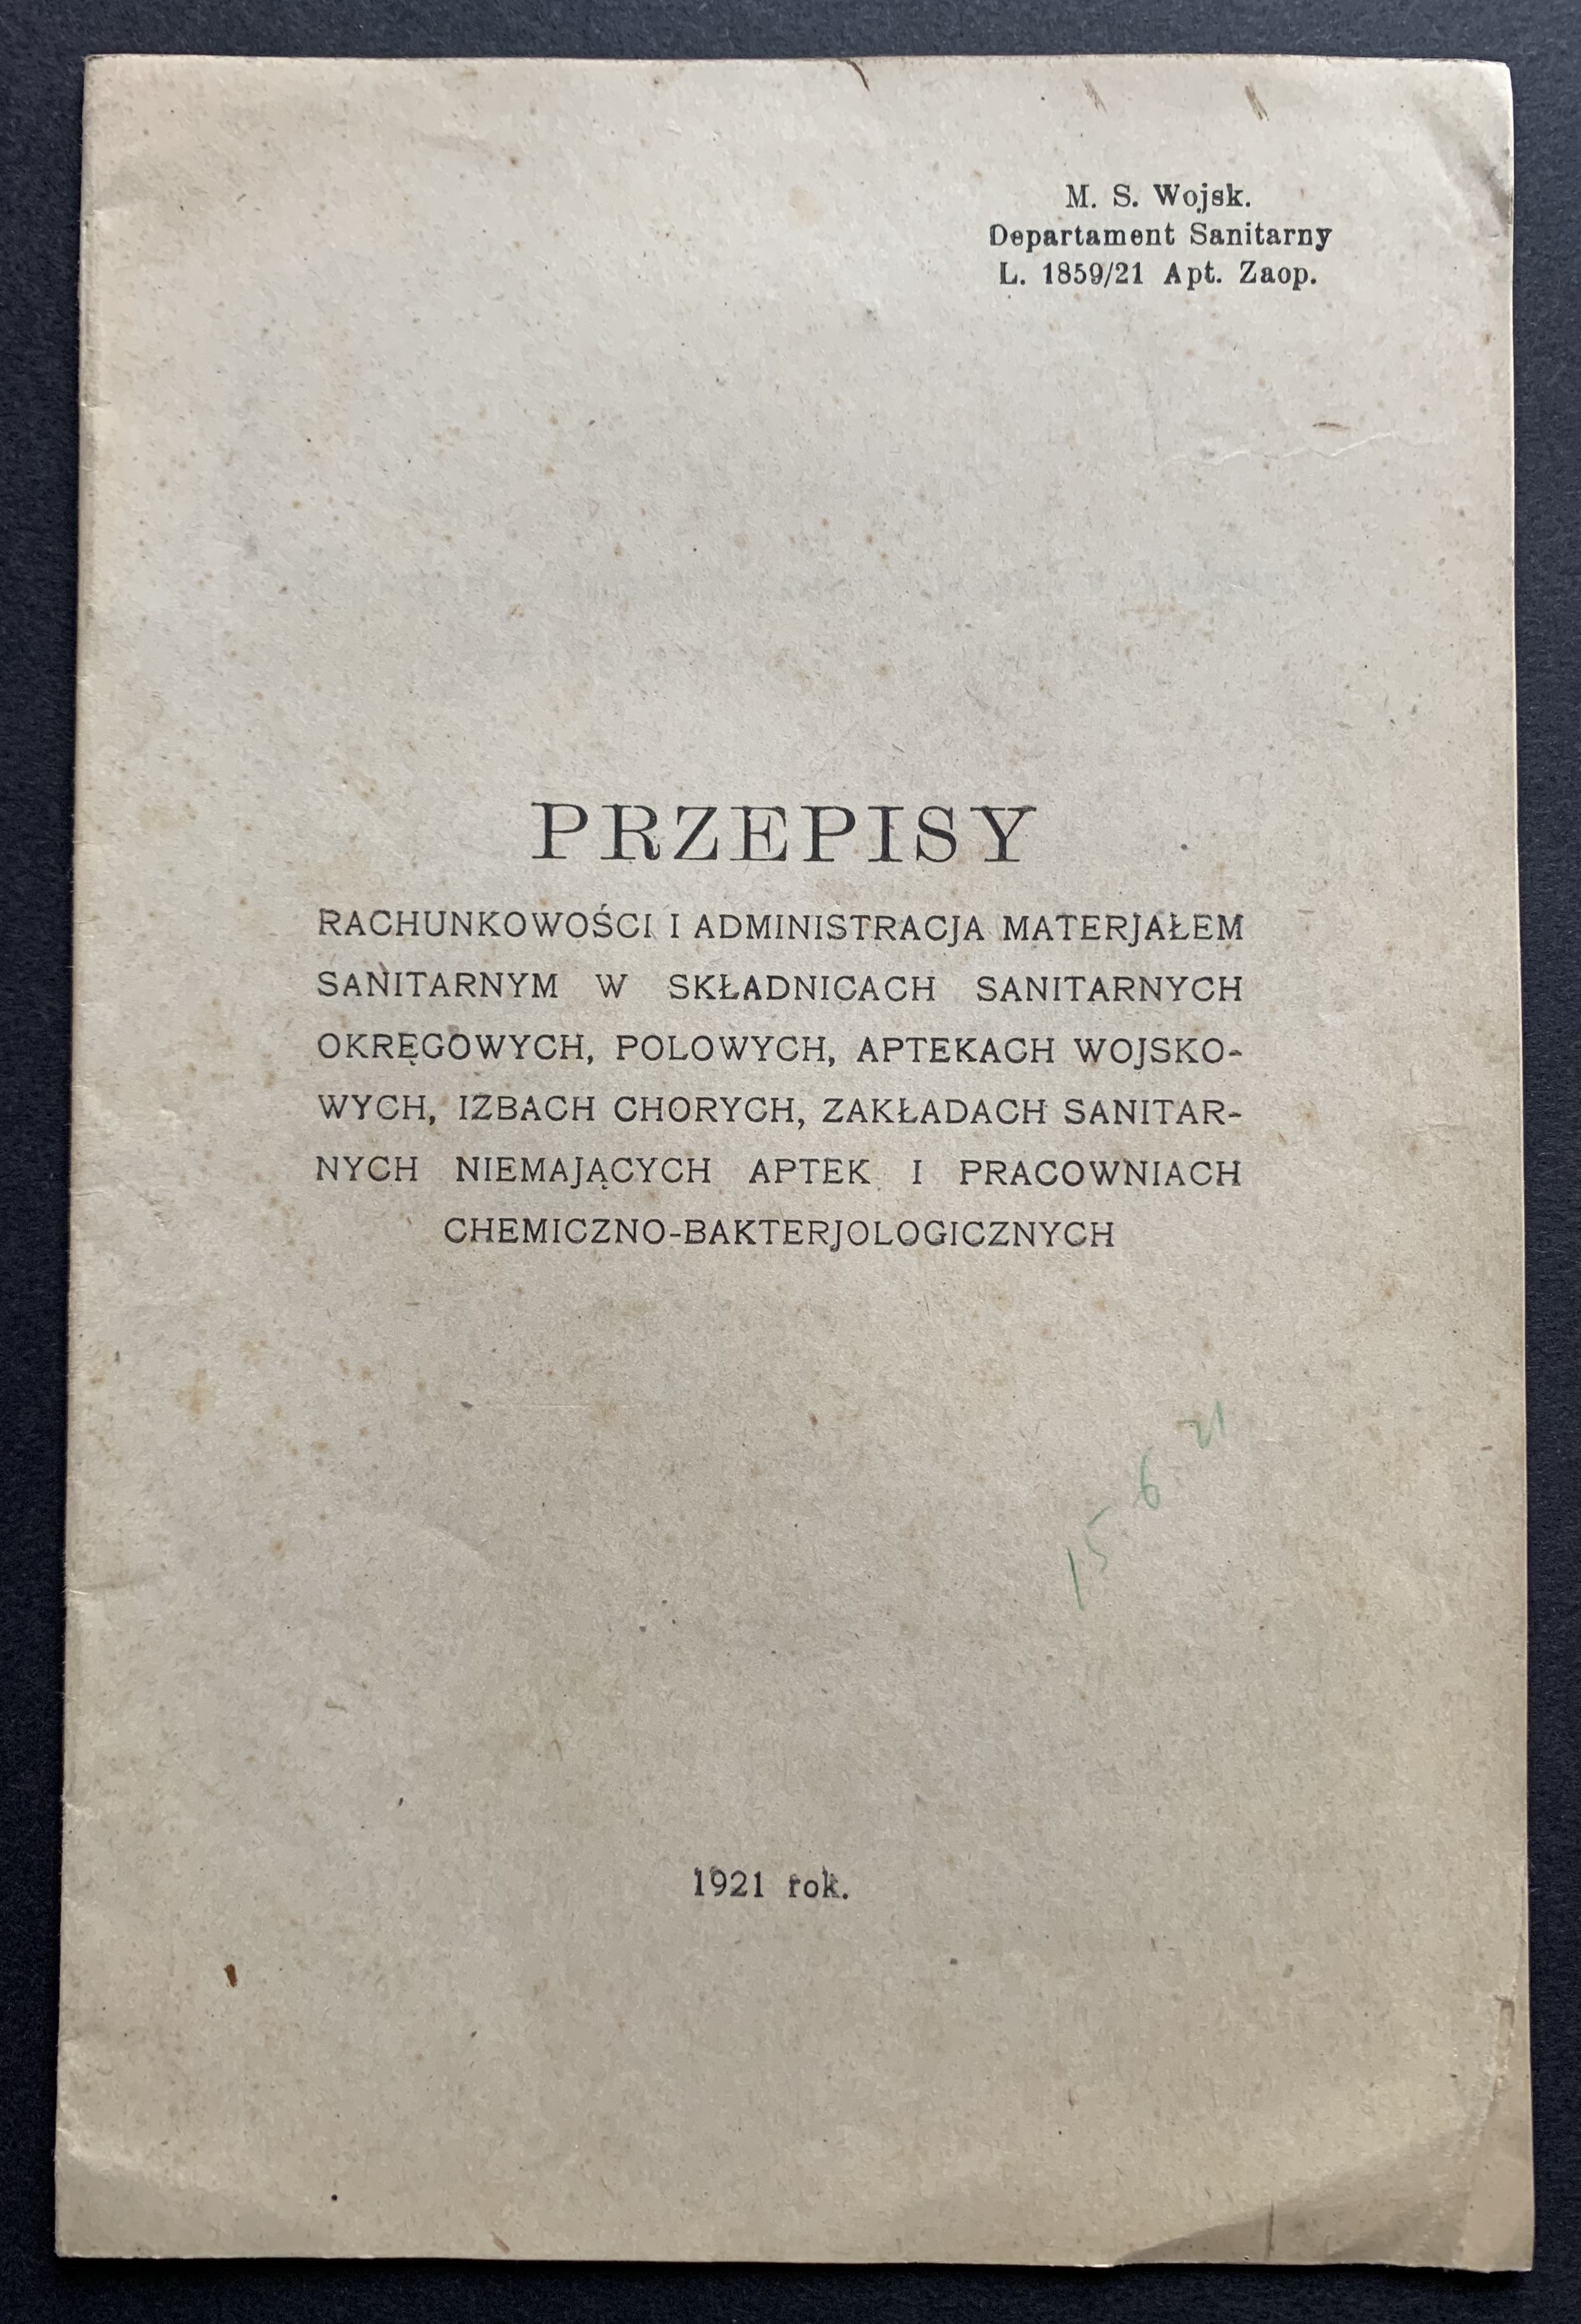 M. S. Wojsk.
Departament Sanitarny
L. 1859/21 Apt. Zaop.
PRZEPISY
RACHUNKOWOŚCI I ADMINISTRACJA MATERJAŁEM
SANITARNYM W SKŁADNICACH SANITARNYCH
OKRĘGOWYCH, POLOWYCH, APTEKACH WOJSKO-
WYCH, IZBACH CHORYCH, ZAKŁADACH SANITAR-
NYCH NIEMAJĄCYCH APTEK I PRACOWNIACH
CHEMICZNO-BAKTERJOLOGICZNYCH
15 6 21
1921 rok.